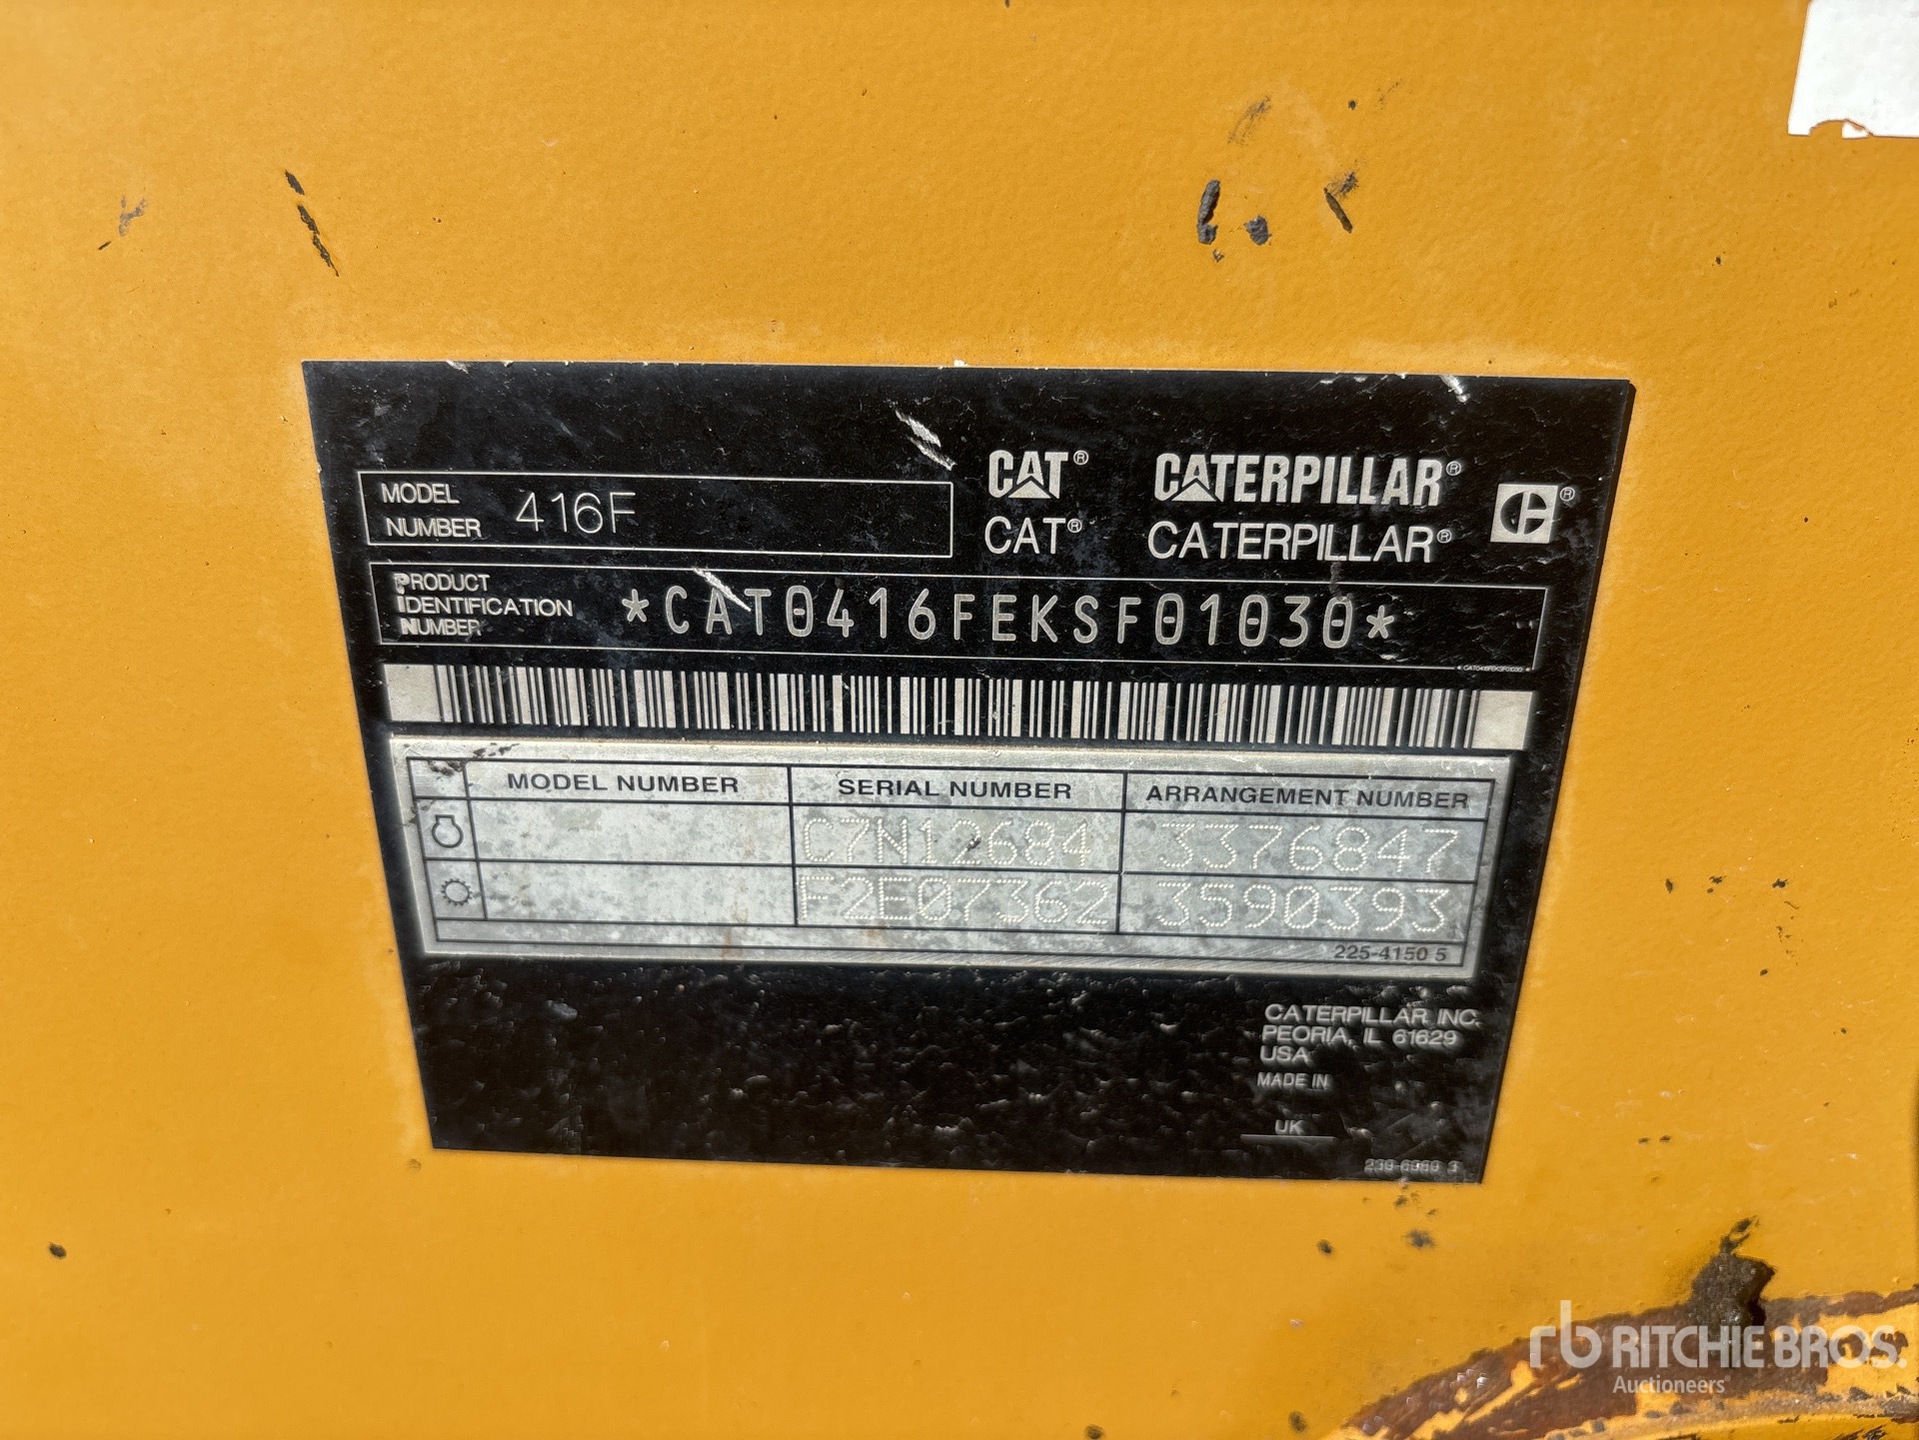 MODEL
NUMBER 416F
CAT® CATERPILLAR®
CAT® CATERPILLAR®
PRODUCT
IDENTIFICATION
NUMBER
*CAT0416FEKSF01030*
MODEL NUMBER SERIAL NUMBER ARRANGEMENT NUMBER
C7N12684 3376847
F2E07362 3590393
225-4150 5
CATERPILLAR INC.
PEORIA, IL 61629
USA
MADE IN
UK
rb RITCHIE BROS.
Auctioneers